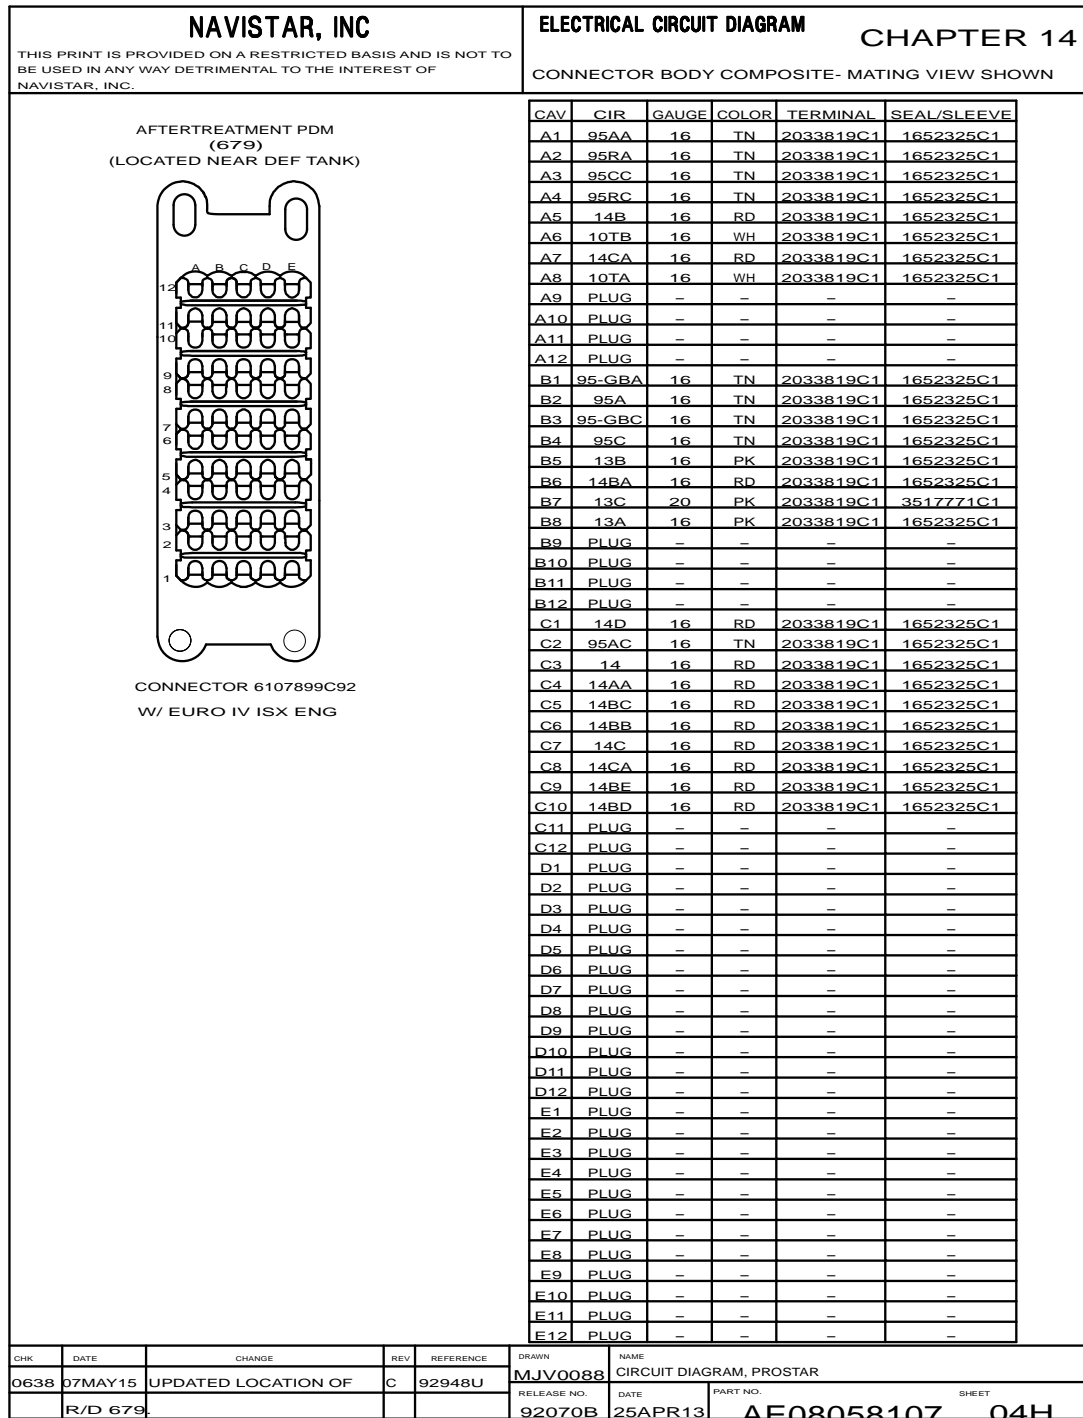 NAVISTAR, INC
THIS PRINT IS PROVIDED ON A RESTRICTED BASIS AND IS NOT TO
BE USED IN ANY WAY DETRIMENTAL TO THE INTEREST OF
NAVISTAR, INC.
ELECTRICAL CIRCUIT DIAGRAM
CHAPTER 14
CONNECTOR BODY COMPOSITE- MATING VIEW SHOWN
AFTERTREATMENT PDM
(679)
(LOCATED NEAR DEF TANK)
A B C D E
12
11
10
9
8
7
6
5
4
3
2
1
CONNECTOR 6107899C92
W/ EURO IV ISX ENG
CAV CIR GAUGE COLOR TERMINAL SEAL/SLEEVE
A1 95AA 16 TN 2033819C1 1652325C1
A2 95RA 16 TN 2033819C1 1652325C1
A3 95CC 16 TN 2033819C1 1652325C1
A4 95RC 16 TN 2033819C1 1652325C1
A5 14B 16 RD 2033819C1 1652325C1
A6 10TB 16 WH 2033819C1 1652325C1
A7 14CA 16 RD 2033819C1 1652325C1
A8 10TA 16 WH 2033819C1 1652325C1
A9 PLUG – – – –
A10 PLUG – – – –
A11 PLUG – – – –
A12 PLUG – – – –
B1 95-GBA 16 TN 2033819C1 1652325C1
B2 95A 16 TN 2033819C1 1652325C1
B3 95-GBC 16 TN 2033819C1 1652325C1
B4 95C 16 TN 2033819C1 1652325C1
B5 13B 16 PK 2033819C1 1652325C1
B6 14BA 16 RD 2033819C1 1652325C1
B7 13C 20 PK 2033819C1 3517771C1
B8 13A 16 PK 2033819C1 1652325C1
B9 PLUG – – – –
B10 PLUG – – – –
B11 PLUG – – – –
B12 PLUG – – – –
C1 14D 16 RD 2033819C1 1652325C1
C2 95AC 16 TN 2033819C1 1652325C1
C3 14 16 RD 2033819C1 1652325C1
C4 14AA 16 RD 2033819C1 1652325C1
C5 14BC 16 RD 2033819C1 1652325C1
C6 14BB 16 RD 2033819C1 1652325C1
C7 14C 16 RD 2033819C1 1652325C1
C8 14CA 16 RD 2033819C1 1652325C1
C9 14BE 16 RD 2033819C1 1652325C1
C10 14BD 16 RD 2033819C1 1652325C1
C11 PLUG – – – –
C12 PLUG – – – –
D1 PLUG – – – –
D2 PLUG – – – –
D3 PLUG – – – –
D4 PLUG – – – –
D5 PLUG – – – –
D6 PLUG – – – –
D7 PLUG – – – –
D8 PLUG – – – –
D9 PLUG – – – –
D10 PLUG – – – –
D11 PLUG – – – –
D12 PLUG – – – –
E1 PLUG – – – –
E2 PLUG – – – –
E3 PLUG – – – –
E4 PLUG – – – –
E5 PLUG – – – –
E6 PLUG – – – –
E7 PLUG – – – –
E8 PLUG – – – –
E9 PLUG – – – –
E10 PLUG – – – –
E11 PLUG – – – –
E12 PLUG – – – –
CHK DATE CHANGE REV REFERENCE
0638 07MAY15 UPDATED LOCATION OF C 92948U
R/D 679.
DRAWN NAME
MJV0088 CIRCUIT DIAGRAM, PROSTAR
RELEASE NO. DATE PART NO. SHEET
92070B 25APR13 AE08058107 04H